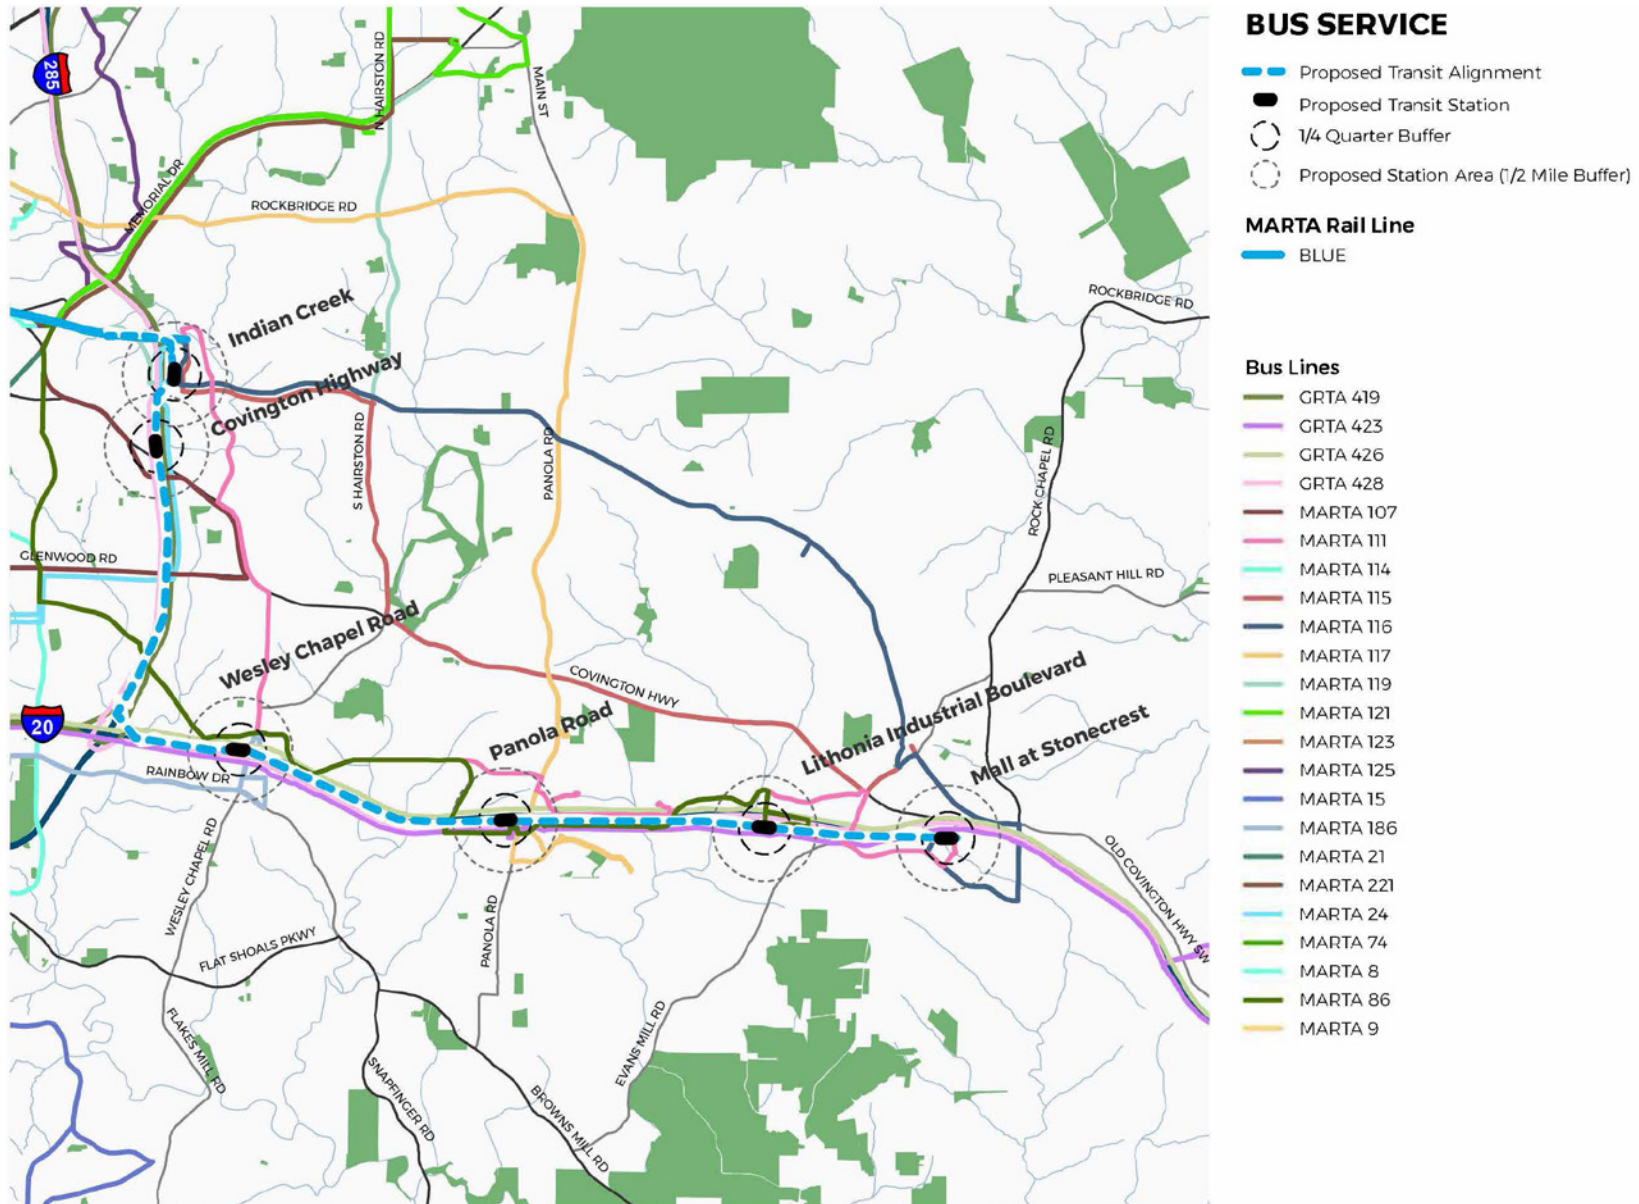 BUS SERVICE
Proposed Transit Alignment
Proposed Transit Station
1/4 Quarter Buffer
Proposed Station Area (1/2 Mile Buffer)
MARTA Rail Line
BLUE
Bus Lines
GRTA 419
GRTA 423
GRTA 426
GRTA 428
MARTA 107
MARTA 111
MARTA 114
MARTA 115
MARTA 116
MARTA 117
MARTA 119
MARTA 121
MARTA 123
MARTA 125
MARTA 15
MARTA 186
MARTA 21
MARTA 221
MARTA 24
MARTA 74
MARTA 8
MARTA 86
MARTA 9
285
N HAIRSTON RD
MAIN ST
MEMORIAL DR
ROCKBRIDGE RD
ROCKBRIDGE RD
Indian Creek
Covington Highway
S HAIRSTON RD
PANOLA RD
ROCK CHAPEL RD
GLENWOOD RD
PLEASANT HILL RD
Wesley Chapel Road
COVINGTON HWY
Lithonia Industrial Boulevard
Panola Road
Mall at Stonecrest
20
RAINBOW DR
WESLEY CHAPEL RD
OLD COVINGTON HWY SW
PANOLA RD
FLAT SHOALS PKWY
FLAKES MILL RD
EVANS MILL RD
SNAPFINGER RD
BROWNS MILL RD